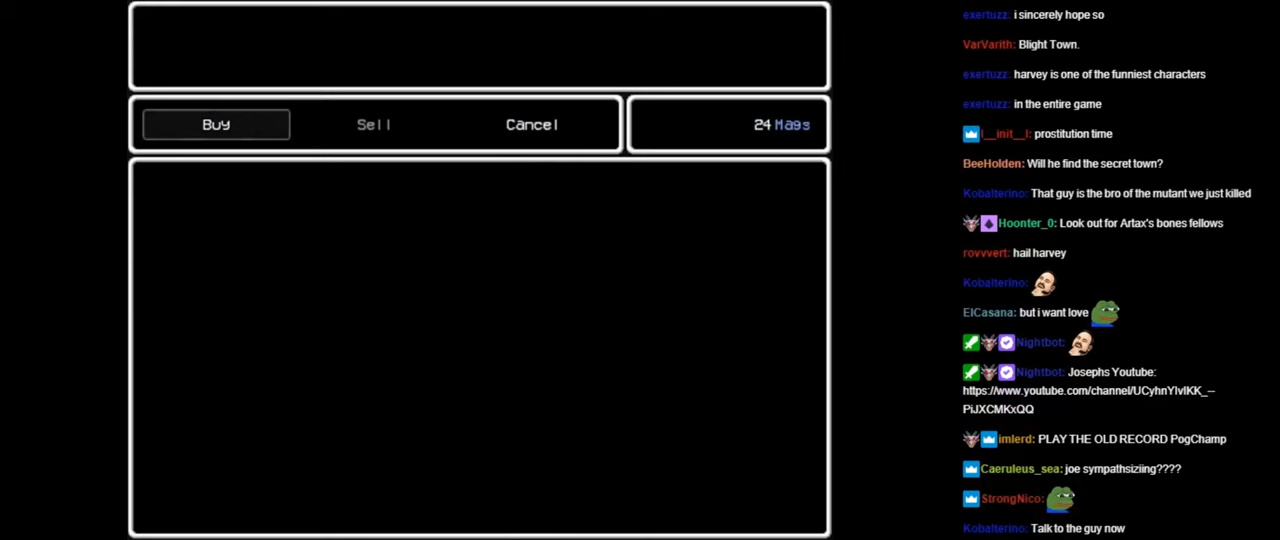 Buy Sell Cancel 24 Mags
exertuzz: i sincerely hope so
VarVarith: Blight Town.
exertuzz: harvey is one of the funniest characters
exertuzz: in the entire game
l__init__l: prostitution time
BeeHolden: Will he find the secret town?
Kobalterino: That guy is the bro of the mutant we just killed
Hoonter_0: Look out for Artax's bones fellows
rovvvert: hail harvey
Kobalterino:
ElCasana: but i want love
Nightbot:
Nightbot: Josephs Youtube:
https://www.youtube.com/channel/UCyhnYlvIKK_--
PiJXCMKxQQ
imlerd: PLAY THE OLD RECORD PogChamp
Caeruleus_sea: joe sympathsiziing????
StrongNico:
Kobalterino: Talk to the guy now